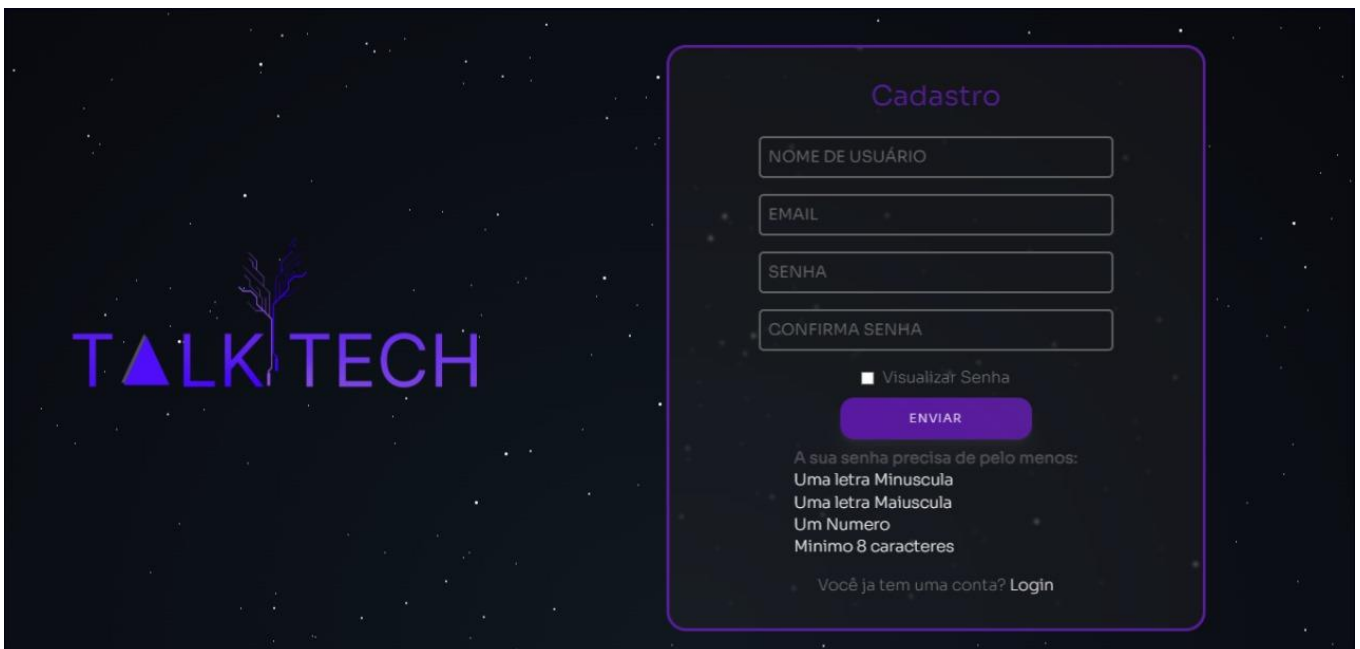 TALK TECH
Cadastro
NOME DE USUÁRIO
EMAIL
SENHA
CONFIRMA SENHA
Visualizar Senha
ENVIAR
A sua senha precisa de pelo menos:
Uma letra Minuscula
Uma letra Maiuscula
Um Numero
Minimo 8 caracteres
Você ja tem uma conta? Login